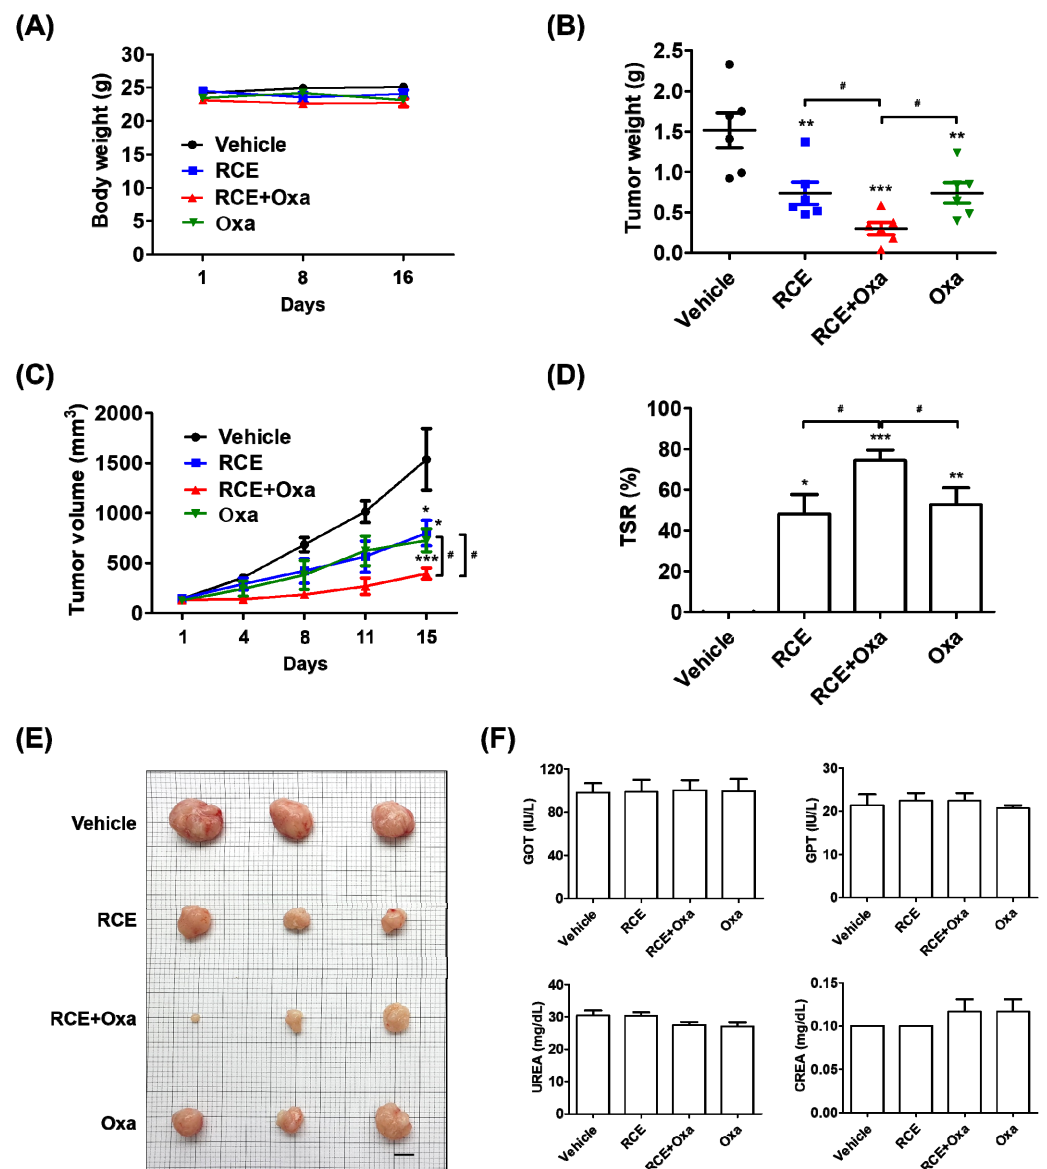 (A)
Body weight (g)
30
25
20
15
10
5
0
Vehicle
RCE
RCE+Oxa
Oxa
1 8 16
Days
(B)
Tumor weight (g)
2.5
2.0
1.5
1.0
0.5
0.0
# #
** *** **
Vehicle RCE RCE+Oxa Oxa
(C)
Tumor volume (mm³)
2000
1500
1000
500
0
Vehicle
RCE
RCE+Oxa
Oxa
*
*
***
# #
1 4 8 11 15
Days
(D)
TSR (%)
100
80
60
40
20
0
# #
* *** **
Vehicle RCE RCE+Oxa Oxa
(E)
Vehicle
RCE
RCE+Oxa
Oxa
(F)
GOT (IU/L)
120
80
40
0
Vehicle RCE RCE+Oxa Oxa
GPT (IU/L)
30
20
10
0
Vehicle RCE RCE+Oxa Oxa
UREA (mg/dL)
40
30
20
10
0
Vehicle RCE RCE+Oxa Oxa
CREA (mg/dL)
0.15
0.10
0.05
0.00
Vehicle RCE RCE+Oxa Oxa